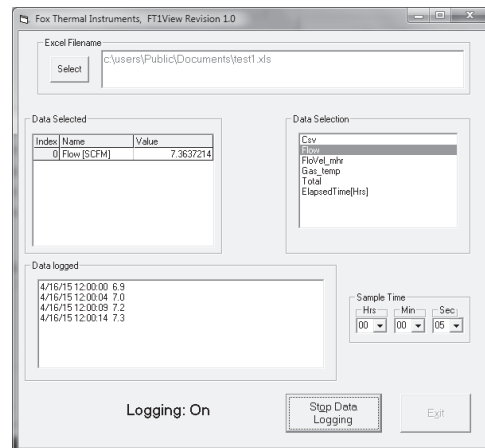 Fox Thermal Instruments, FT1View Revision 1.0
Excel Filename
Select
c:\users\Public\Documents\test1.xls
Data Selected
Index Name Value
0 Flow [SCFM] 7.3637214
Data Selection
Csv
Flow
FloVel_mhr
Gas_temp
Total
ElapsedTime[Hrs]
Data logged
4/16/15 12:00:00 6.9
4/16/15 12:00:04 7.0
4/16/15 12:00:09 7.2
4/16/15 12:00:14 7.3
Sample Time
Hrs Min Sec
00 00 05
Logging: On
Stop Data
Logging
Exit